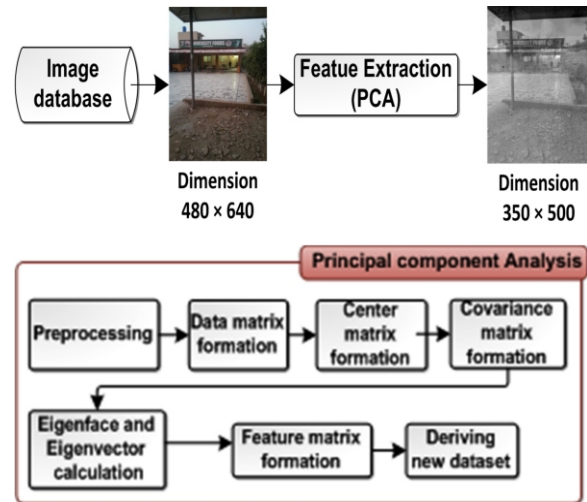 Image
database
Featue Extraction
(PCA)
Dimension
480 × 640
Dimension
350 × 500
Principal component Analysis
Preprocessing
Data matrix
formation
Center
matrix
formation
Covariance
matrix
formation
Eigenface and
Eigenvector
calculation
Feature matrix
formation
Deriving
new dataset